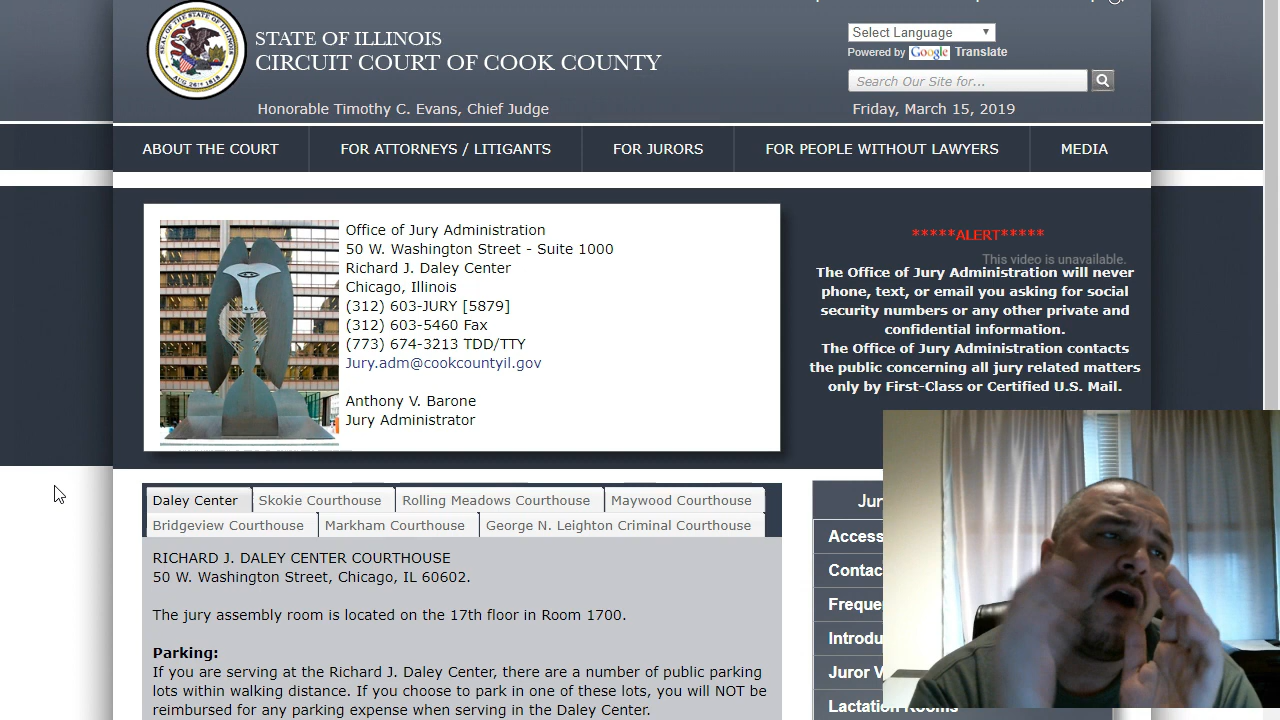 STATE OF ILLINOIS
CIRCUIT COURT OF COOK COUNTY
Honorable Timothy C. Evans, Chief Judge
Select Language
Powered by Google Translate
Search Our Site for...
Friday, March 15, 2019
ABOUT THE COURT
FOR ATTORNEYS / LITIGANTS
FOR JURORS
FOR PEOPLE WITHOUT LAWYERS
MEDIA
Office of Jury Administration
50 W. Washington Street - Suite 1000
Richard J. Daley Center
Chicago, Illinois
(312) 603-JURY [5879]
(312) 603-5460 Fax
(773) 674-3213 TDD/TTY
Jury.adm@cookcountyil.gov
Anthony V. Barone
Jury Administrator
*****ALERT*****
This video is unavailable.
The Office of Jury Administration will never
phone, text, or email you asking for social
security numbers or any other private and
confidential information.
The Office of Jury Administration contacts
the public concerning all jury related matters
only by First-Class or Certified U.S. Mail.
Daley Center
Skokie Courthouse
Rolling Meadows Courthouse
Maywood Courthouse
Bridgeview Courthouse
Markham Courthouse
George N. Leighton Criminal Courthouse
RICHARD J. DALEY CENTER COURTHOUSE
50 W. Washington Street, Chicago, IL 60602.
The jury assembly room is located on the 17th floor in Room 1700.
Parking:
If you are serving at the Richard J. Daley Center, there are a number of public parking
lots within walking distance. If you choose to park in one of these lots, you will NOT be
reimbursed for any parking expense when serving in the Daley Center.
Jur
Access
Contac
Freque
Introdu
Juror V
Lactation Rooms